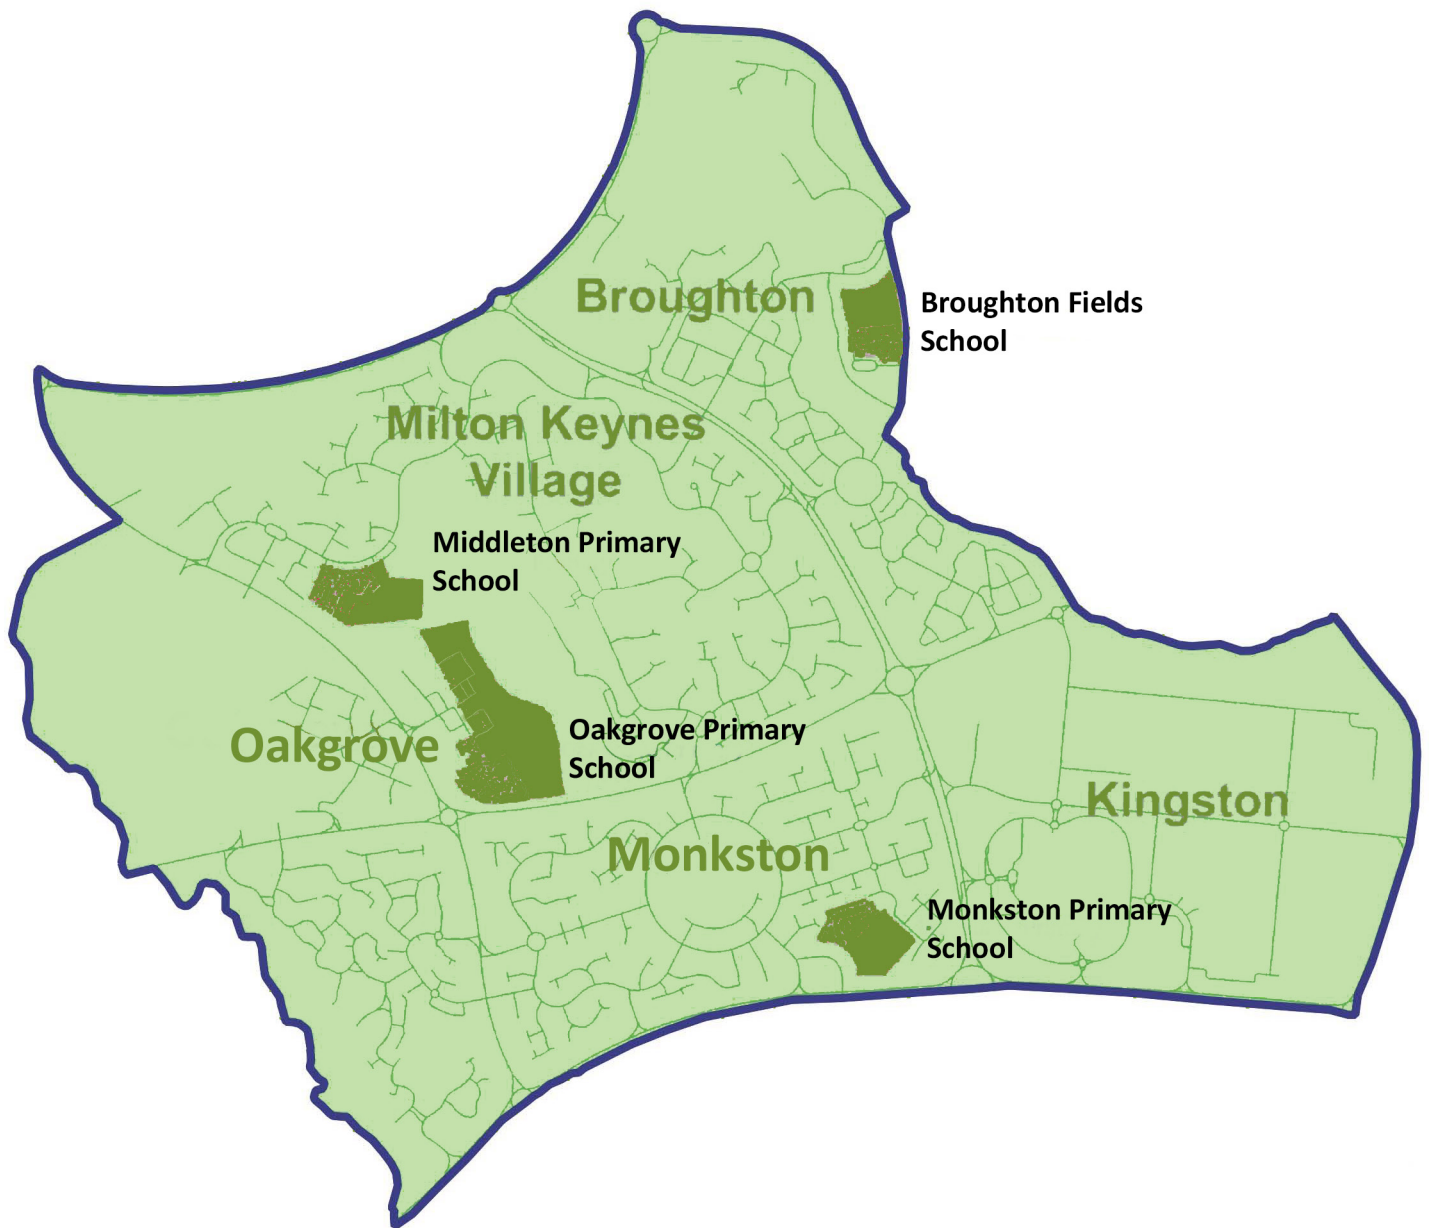 Broughton
Broughton Fields
School
Milton Keynes
Village
Middleton Primary
School
Oakgrove
Oakgrove Primary
School
Kingston
Monkston
Monkston Primary
School